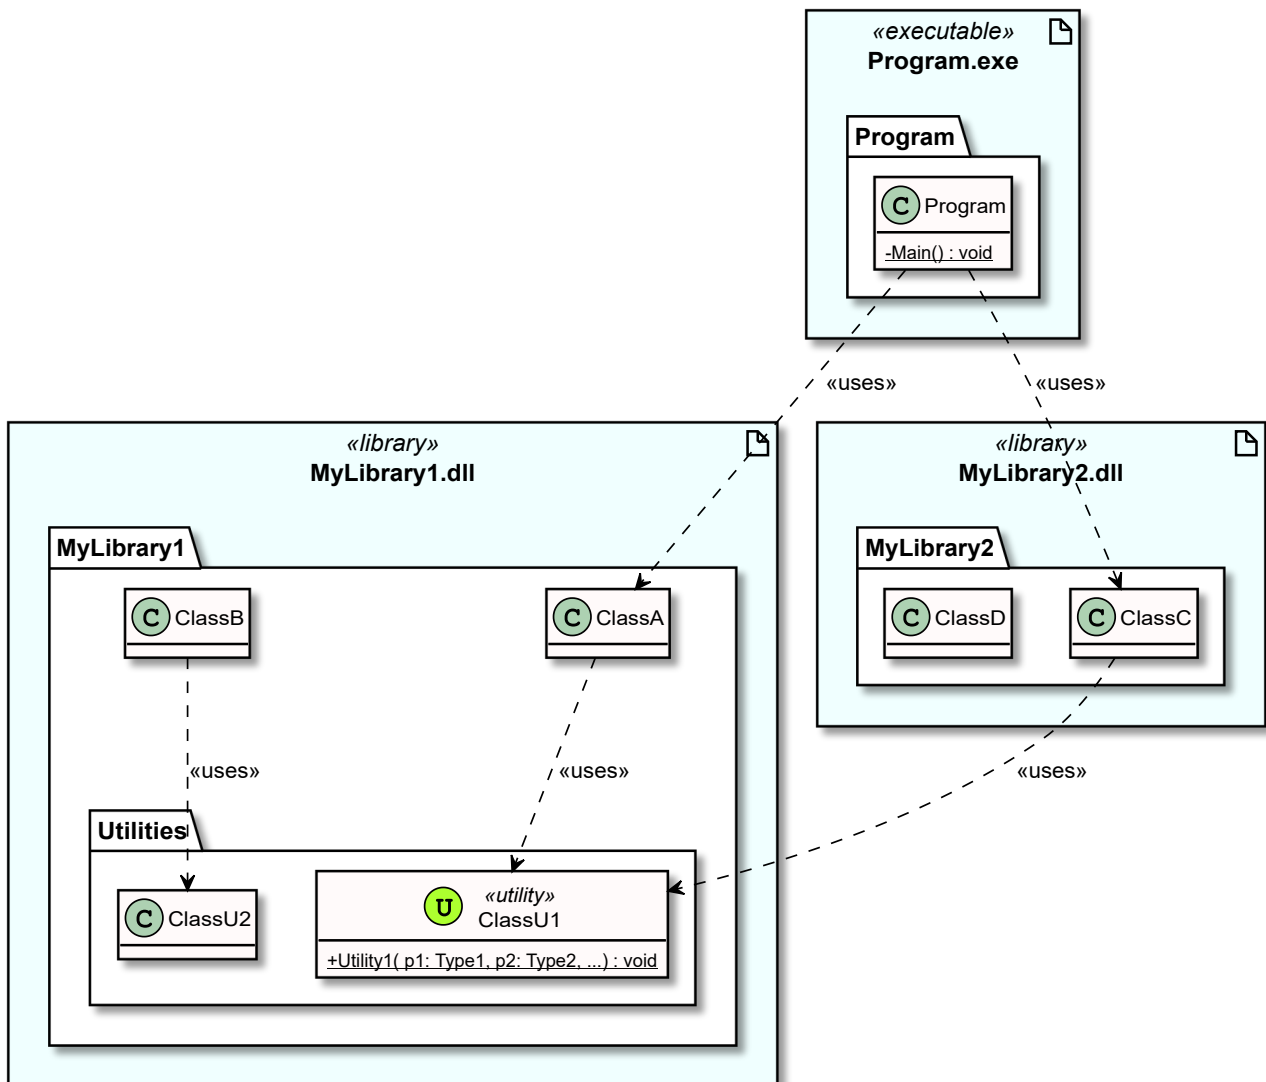 «executable»
Program.exe
Program
C Program
-Main() : void
«uses»
«uses»
«library»
MyLibrary1.dll
«library»
MyLibrary2.dll
MyLibrary1
MyLibrary2
C ClassB
C ClassA
C ClassD
C ClassC
«uses»
«uses»
«uses»
Utilities
C ClassU2
U «utility»
ClassU1
+Utility1( p1: Type1, p2: Type2, ...) : void